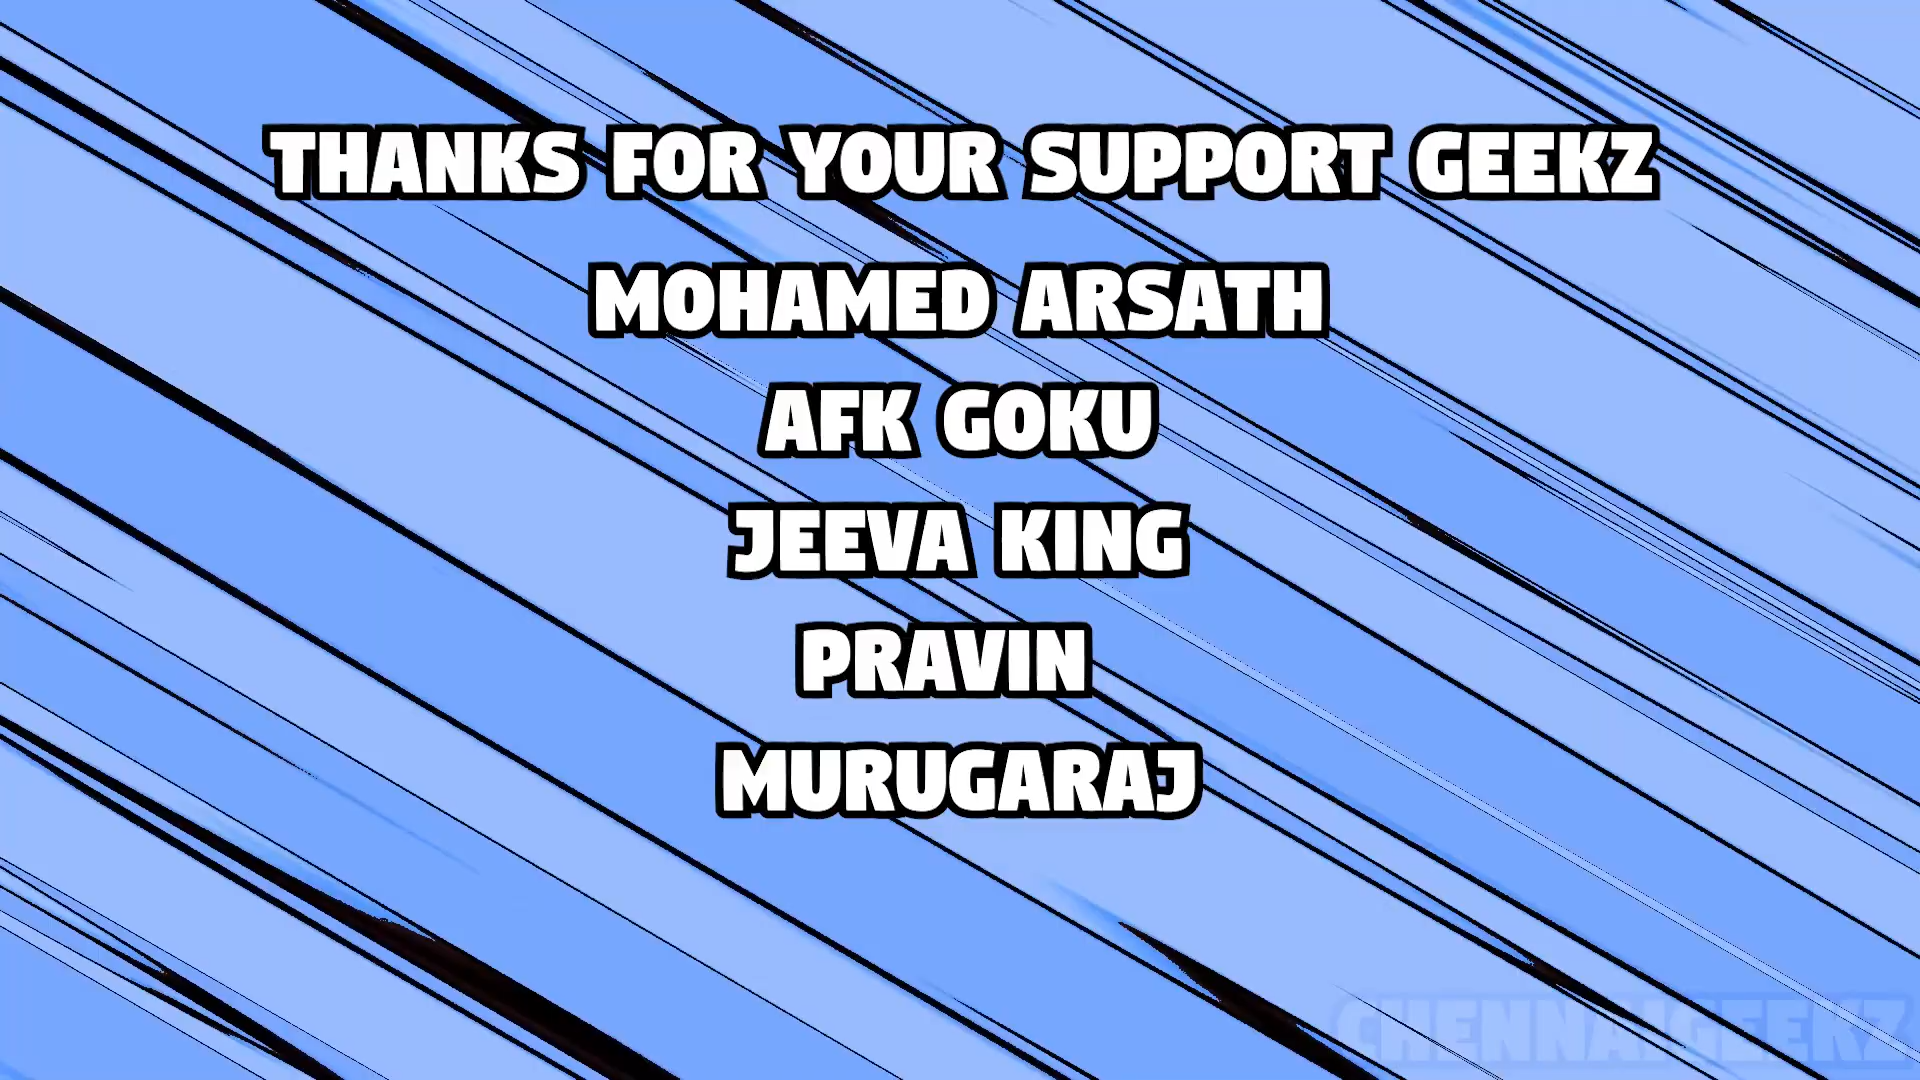 THANKS FOR YOUR SUPPORT GEEKZ
MOHAMED ARSATH
AFK GOKU
JEEVA KING
PRAVIN
MURUGARAJ
CHENNAIGEEKZ